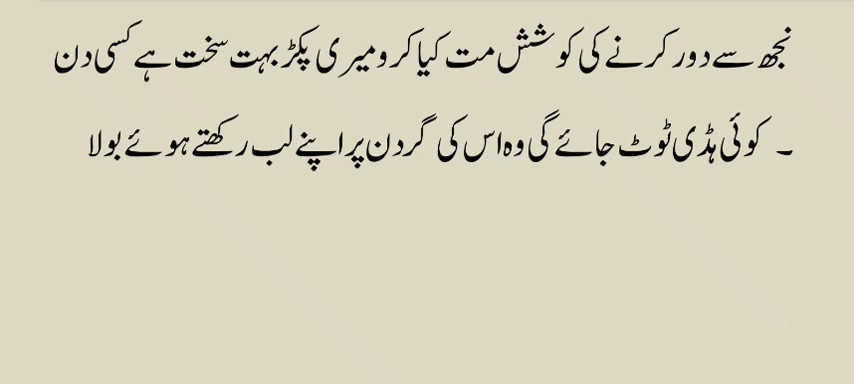 نجھ سے دور کرنے کی کوشش مت کیا کرو میری پکڑ بہت سخت ہے کسی دن
۔ کوئی ہڈی ٹوٹ جائے گی وہ اس کی گردن پر اپنے لب رکھتے ہوئے بولا